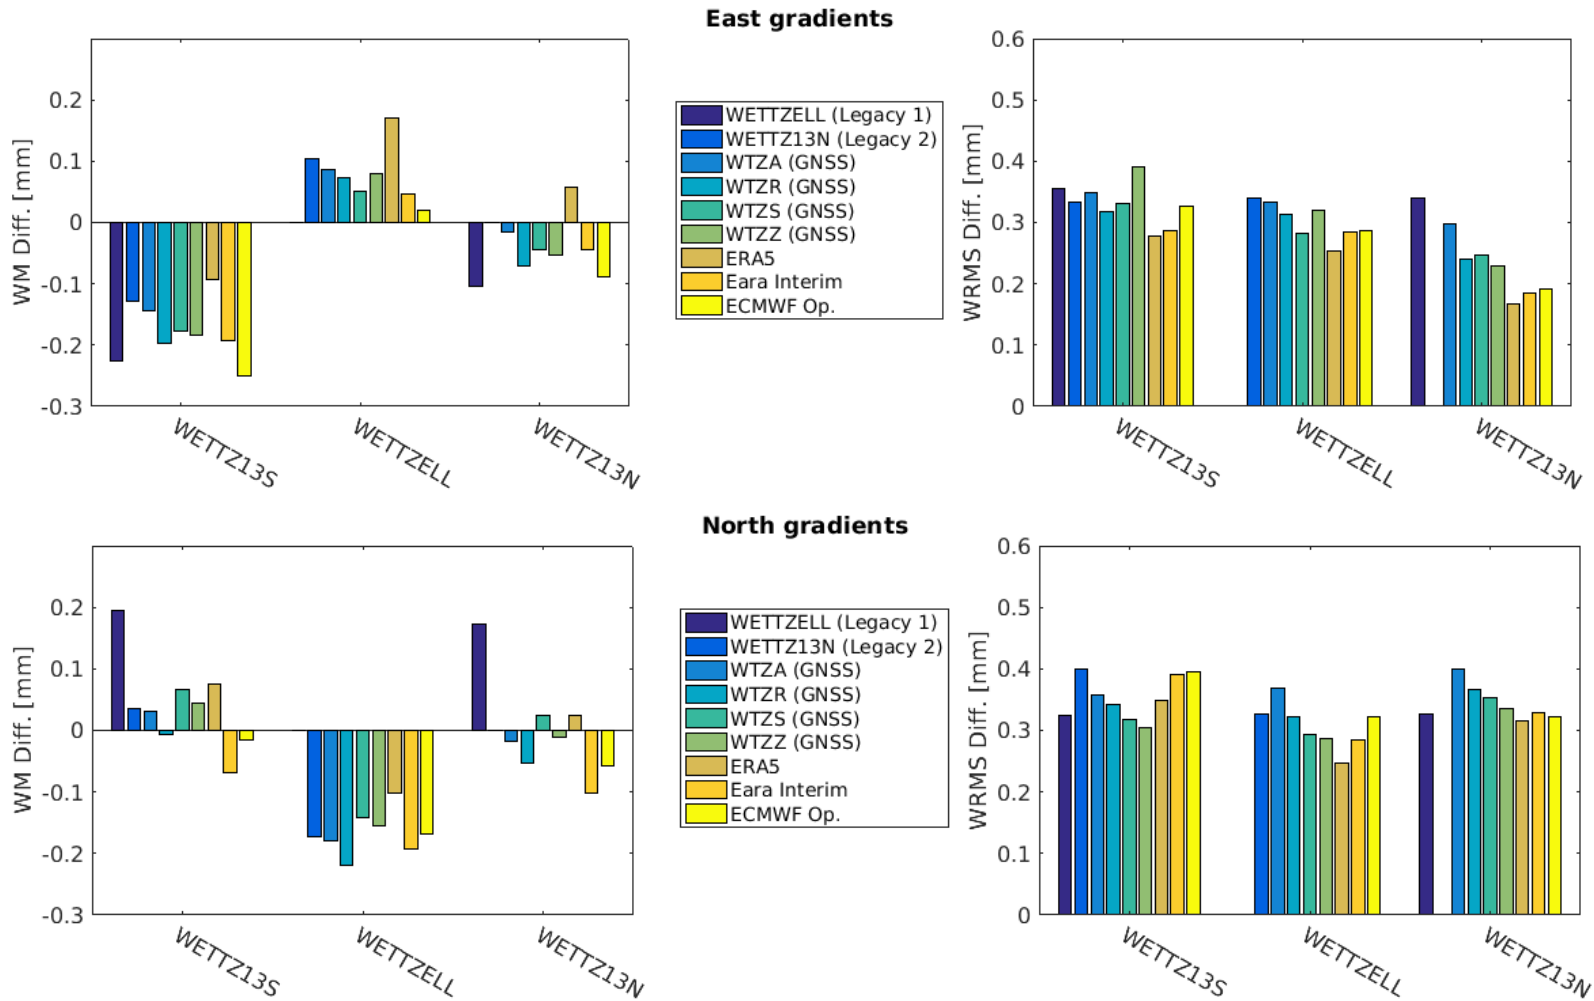 East gradients
WM Diff. [mm]
0.2
0.1
0
-0.1
-0.2
-0.3
WETTZ13S
WETTZELL
WETTZ13N
WETTZELL (Legacy 1)
WETTZ13N (Legacy 2)
WTZA (GNSS)
WTZR (GNSS)
WTZS (GNSS)
WTZZ (GNSS)
ERA5
Eara Interim
ECMWF Op.
WRMS Diff. [mm]
0.6
0.5
0.4
0.3
0.2
0.1
0
WETTZ13S
WETTZELL
WETTZ13N
North gradients
WM Diff. [mm]
0.2
0.1
0
-0.1
-0.2
-0.3
WETTZ13S
WETTZELL
WETTZ13N
WETTZELL (Legacy 1)
WETTZ13N (Legacy 2)
WTZA (GNSS)
WTZR (GNSS)
WTZS (GNSS)
WTZZ (GNSS)
ERA5
Eara Interim
ECMWF Op.
WRMS Diff. [mm]
0.6
0.5
0.4
0.3
0.2
0.1
0
WETTZ13S
WETTZELL
WETTZ13N